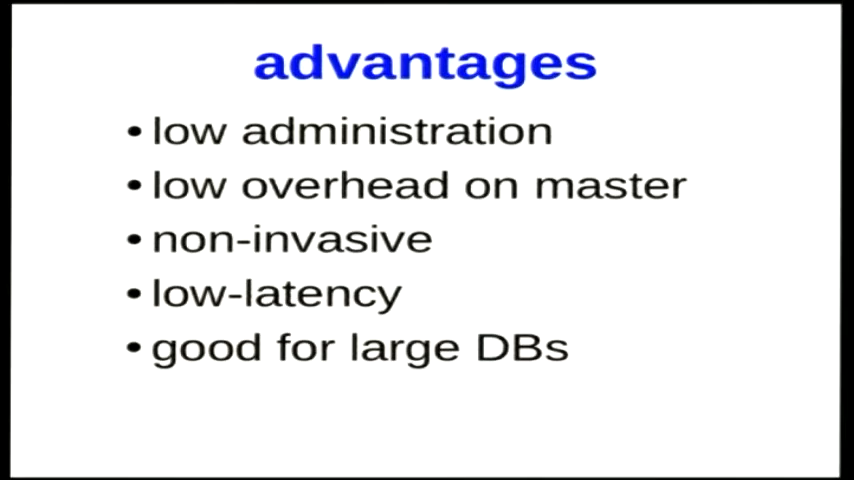 advantages
• low administration
• low overhead on master
• non-invasive
• low-latency
• good for large DBs